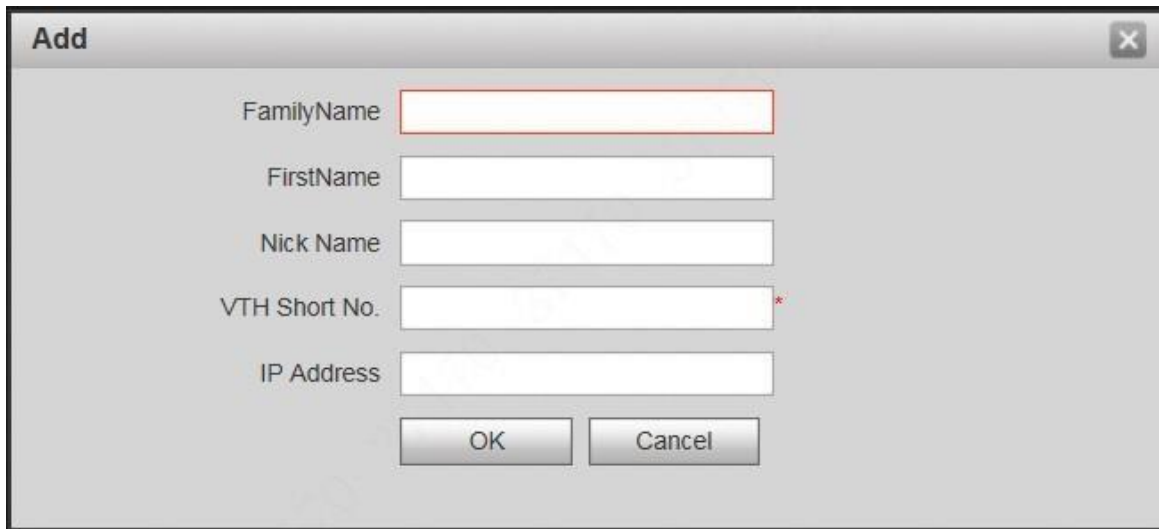 Add
FamilyName
FirstName
Nick Name
VTH Short No.
*
IP Address
OK
Cancel